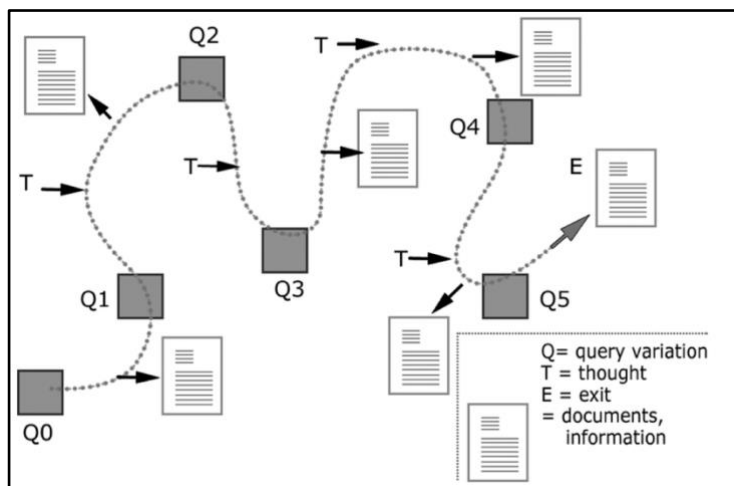 Q2
T
T
Q4
T
E
Q3
T
Q1
Q5
Q0
Q= query variation
T = thought
E = exit
= documents,
information